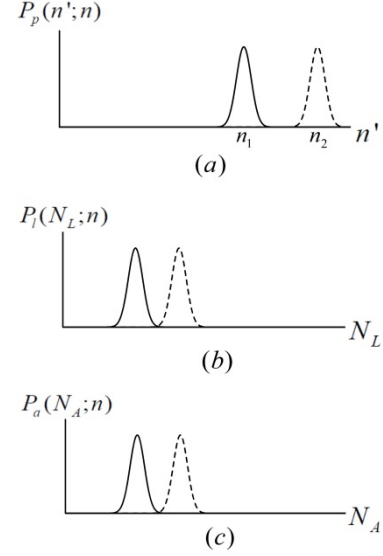 P_p(n';n)
n_1 n_2 n'
(a)
P_l(N_L;n)
N_L
(b)
P_a(N_A;n)
N_A
(c)